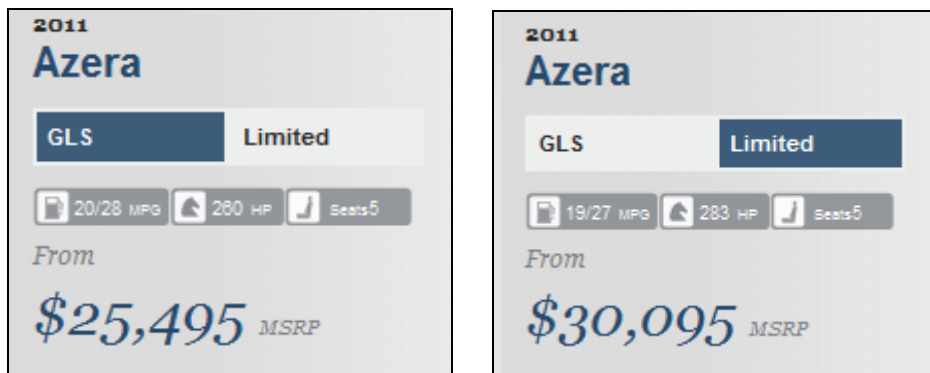 2011
Azera
GLS Limited
20/28 MPG 260 HP Seats5
From
$25,495 MSRP
2011
Azera
GLS Limited
19/27 MPG 283 HP Seats5
From
$30,095 MSRP